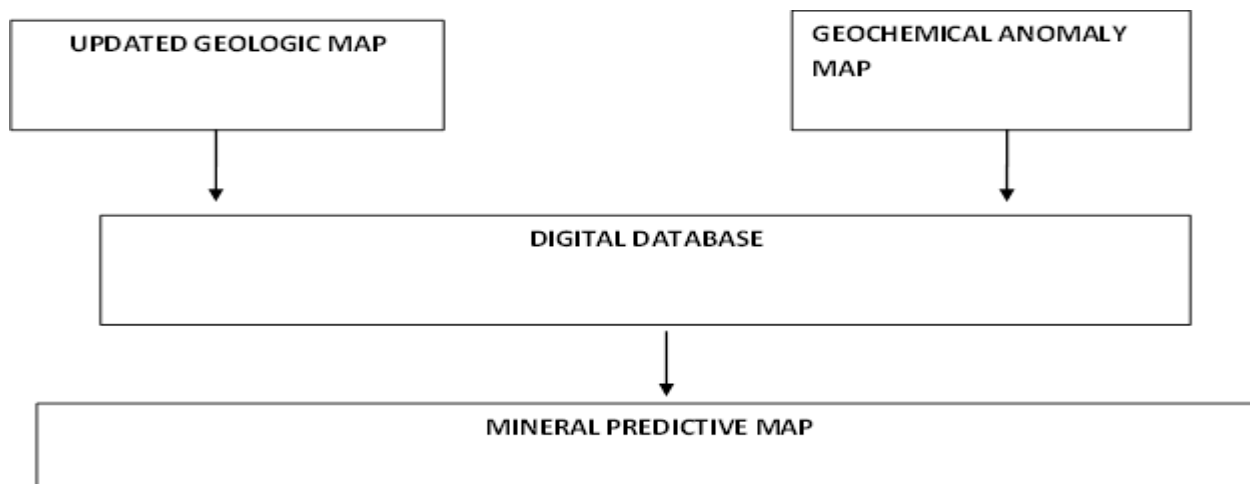 UPDATED GEOLOGIC MAP
GEOCHEMICAL ANOMALY
MAP
DIGITAL DATABASE
MINERAL PREDICTIVE MAP